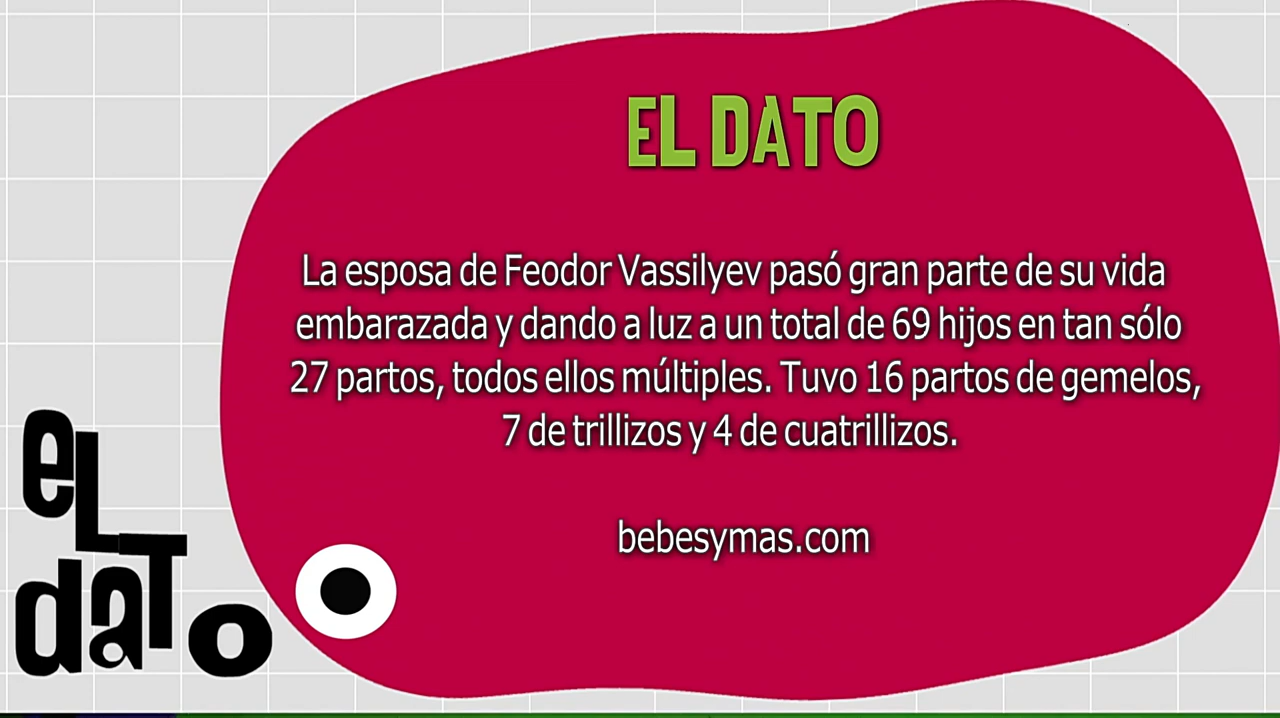 EL DATO
La esposa de Feodor Vassilyev pasó gran parte de su vida
embarazada y dando a luz a un total de 69 hijos en tan sólo
27 partos, todos ellos múltiples. Tuvo 16 partos de gemelos,
7 de trillizos y 4 de cuatrillizos.
bebesymas.com
eL
daTo